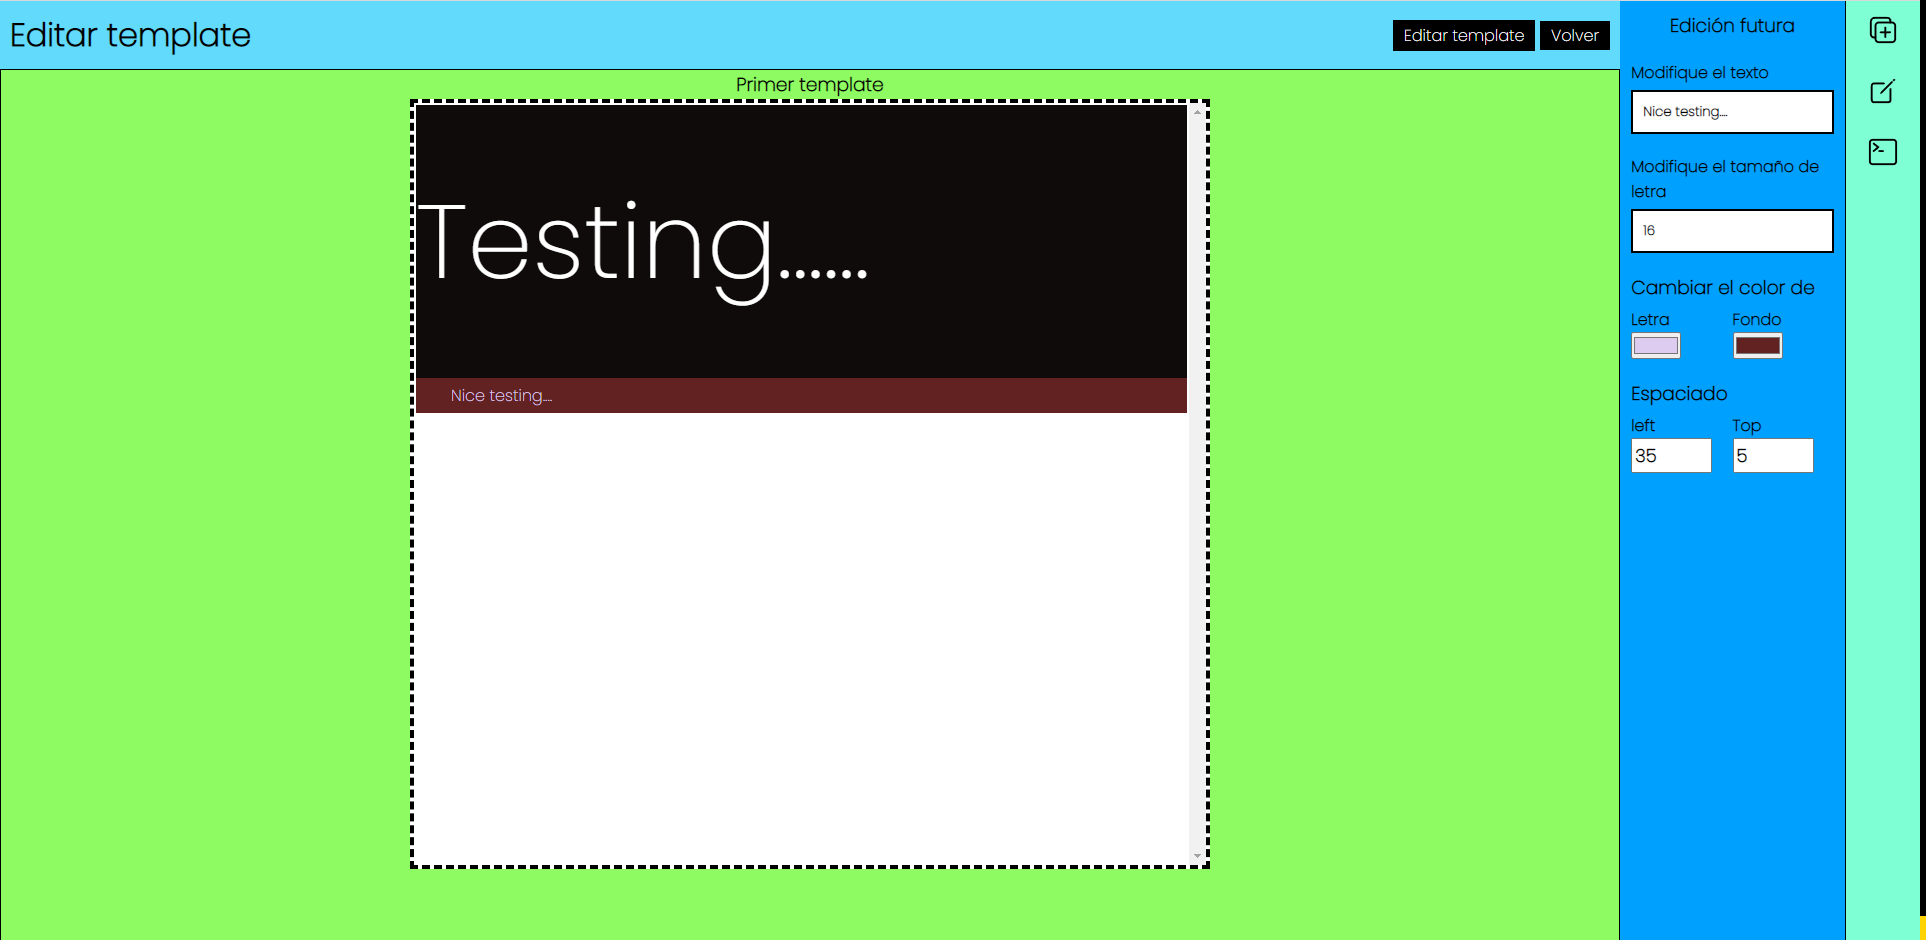 Editar template
Editar template
Volver
Primer template
Testing......
Nice testing....
Edición futura
Modifique el texto
Nice testing....
Modifique el tamaño de
letra
16
Cambiar el color de
Letra
Fondo
Espaciado
left
Top
35
5